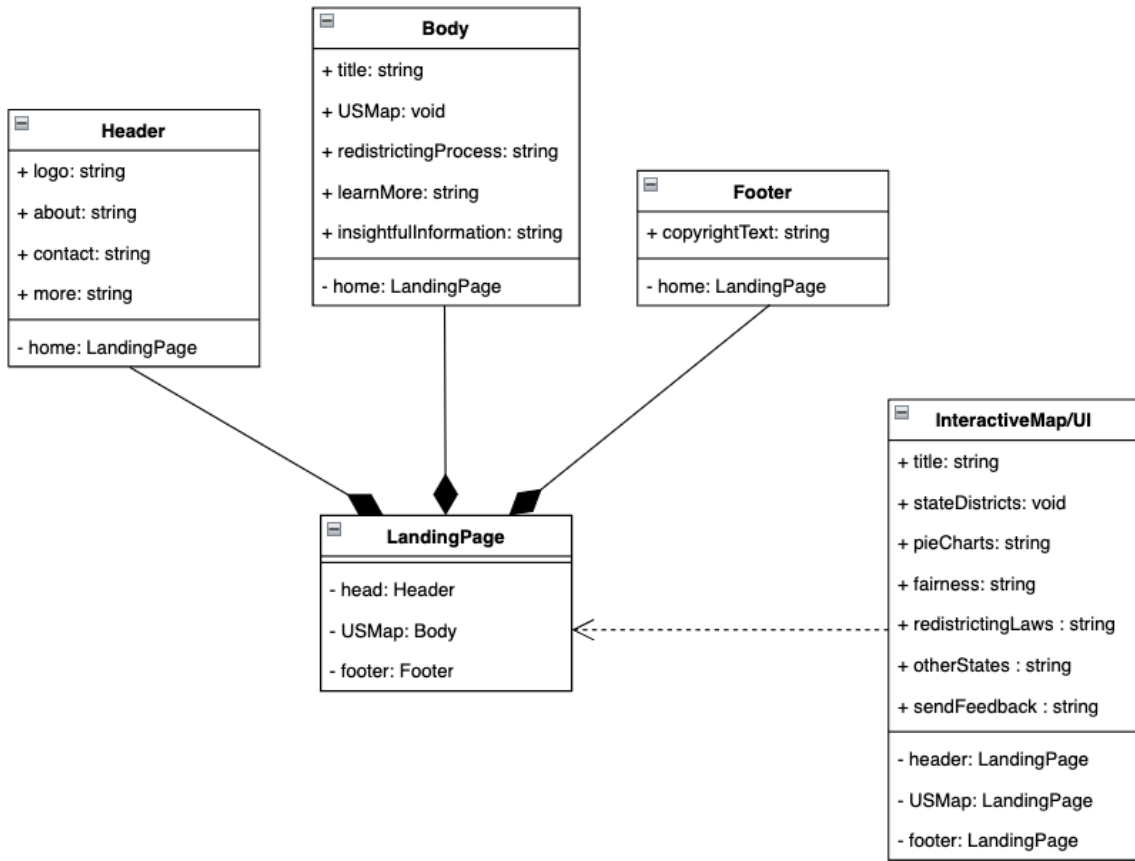 Header
+ logo: string
+ about: string
+ contact: string
+ more: string
- home: LandingPage
Body
+ title: string
+ USMap: void
+ redistrictingProcess: string
+ learnMore: string
+ insightfulInformation: string
- home: LandingPage
Footer
+ copyrightText: string
- home: LandingPage
LandingPage
- head: Header
- USMap: Body
- footer: Footer
InteractiveMap/UI
+ title: string
+ stateDistricts: void
+ pieCharts: string
+ fairness: string
+ redistrictingLaws : string
+ otherStates : string
+ sendFeedback : string
- header: LandingPage
- USMap: LandingPage
- footer: LandingPage